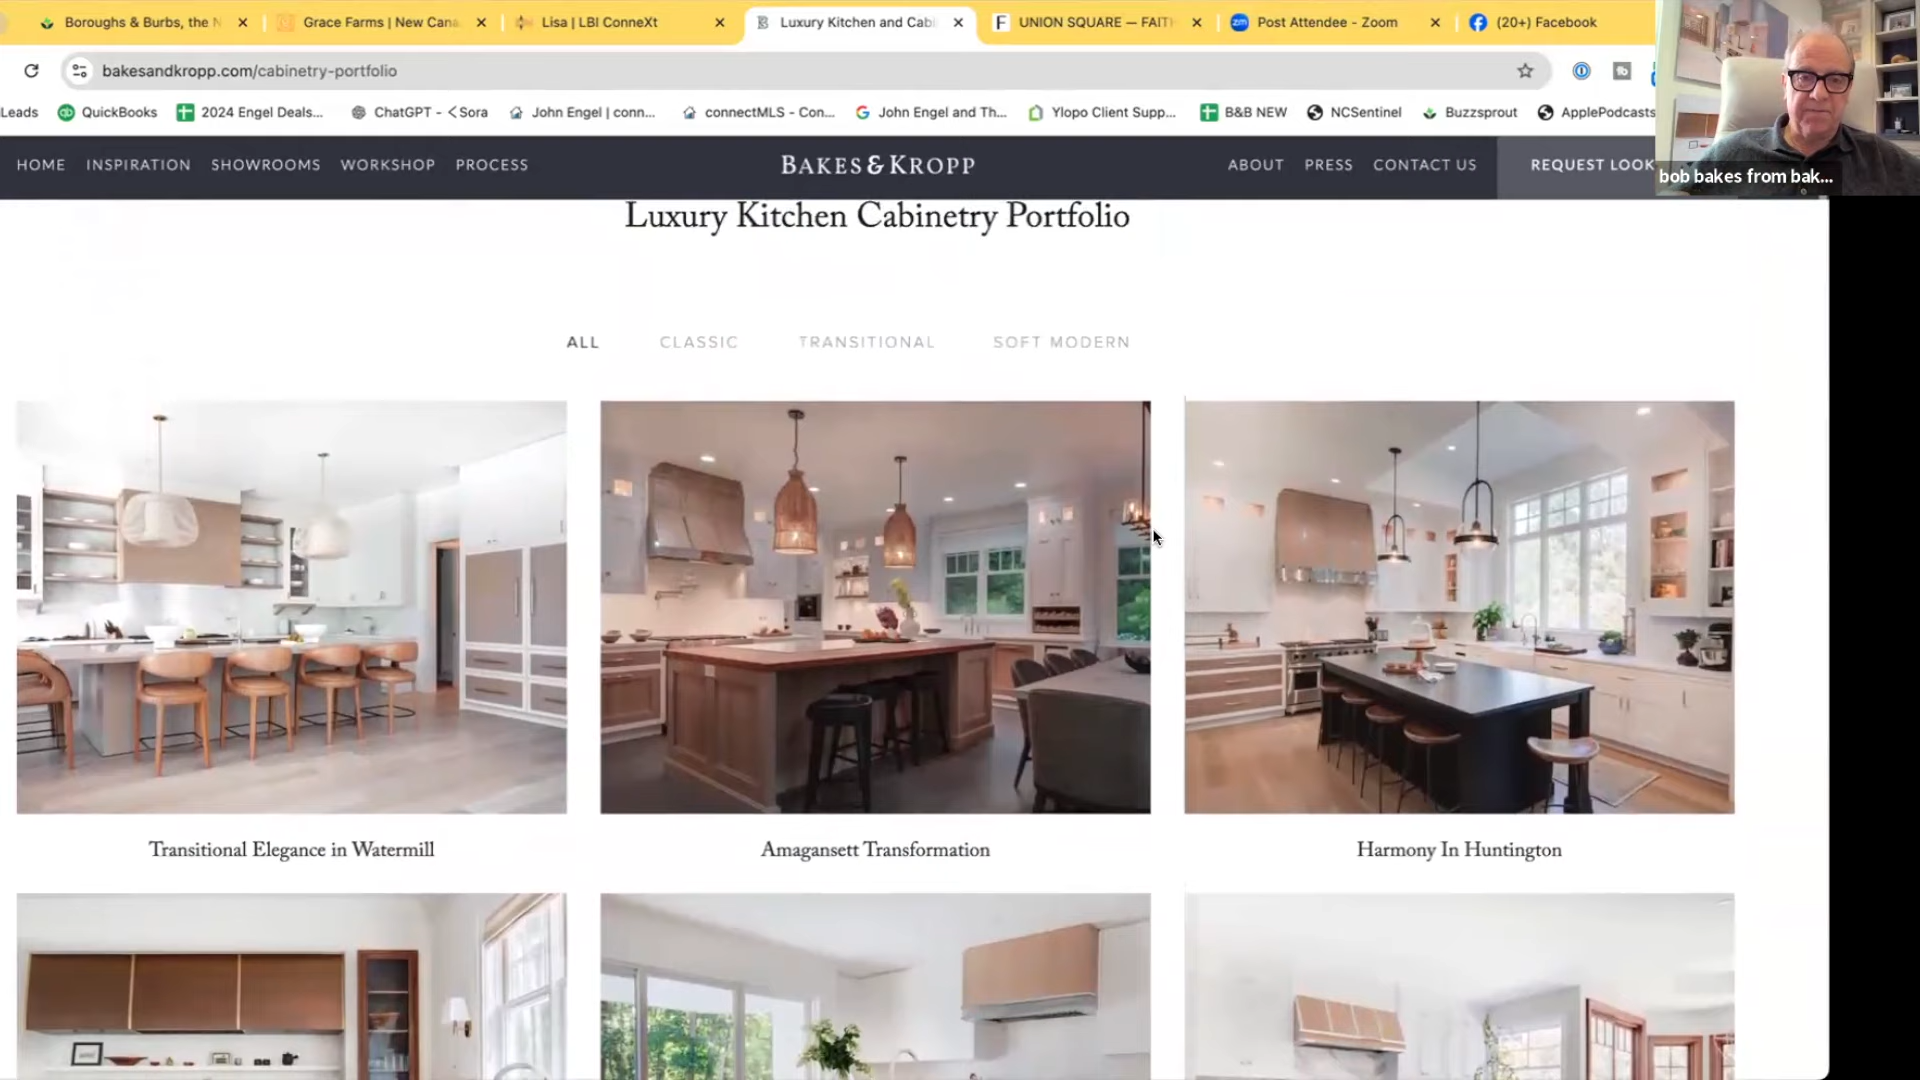 Boroughs & Burbs, the N
Grace Farms | New Cana
Lisa | LBI ConneXt
Luxury Kitchen and Cabi
UNION SQUARE — FAITH
Post Attendee - Zoom
(20+) Facebook
bakesandkropp.com/cabinetry-portfolio
Leads
QuickBooks
2024 Engel Deals...
ChatGPT - < Sora
John Engel | conn...
connectMLS - Con...
John Engel and Th...
Ylopo Client Supp...
B&B NEW
NCSentinel
Buzzsprout
ApplePodcasts
HOME
INSPIRATION
SHOWROOMS
WORKSHOP
PROCESS
BAKES & KROPP
ABOUT
PRESS
CONTACT US
REQUEST LOOK
bob bakes from bak...
Luxury Kitchen Cabinetry Portfolio
ALL
CLASSIC
TRANSITIONAL
SOFT MODERN
Transitional Elegance in Watermill
Amagansett Transformation
Harmony In Huntington